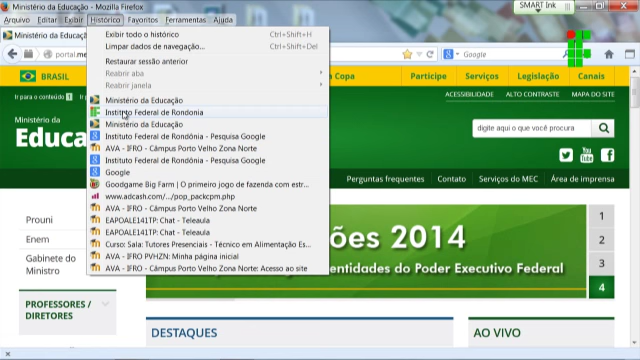 Ministério da Educação - Mozilla Firefox
SMART Ink
Arquivo Editar Exibir Histórico Favoritos Ferramentas Ajuda
Ministério da Educaçã
Exibir todo o histórico Ctrl+Shift+H
Limpar dados de navegação... Ctrl+Shift+Del
Restaurar sessão anterior
Reabrir aba
Reabrir janela
Ministério da Educação
Instituto Federal de Rondonia
Ministério da Educação
Instituto Federal de Rondônia - Pesquisa Google
AVA - IFRO - Câmpus Porto Velho Zona Norte
Instituto Federal de Rondônia - Pesquisa Google
Google
Goodgame Big Farm | O primeiro jogo de fazenda com estr...
www.adcash.com/.../pop_packcpm.php
AVA - IFRO - Câmpus Porto Velho Zona Norte
EAPOALE141TP: Chat - Teleaula
EAPOALE141TP: Chat - Teleaula
Curso: Sala: Tutores Presenciais - Técnico em Alimentação Es...
AVA - IFRO PVHZN: Minha página inicial
AVA - IFRO - Câmpus Porto Velho Zona Norte: Acesso ao site
portal.me
Google
BRASIL
a Copa Participe Serviços Legislação Canais
Ir para o conteúdo 1
ACESSIBILIDADE ALTO CONTRASTE MAPA DO SITE
Ministério da
Educa
digite aqui o que você procura
You Tube
Perguntas frequentes Contato Serviços do MEC Área de imprensa
Prouni
Enem
Gabinete do
Ministro
PROFESSORES /
DIRETORES
ões 2014
entidades do Poder Executivo Federal
1
2
3
4
DESTAQUES
AO VIVO